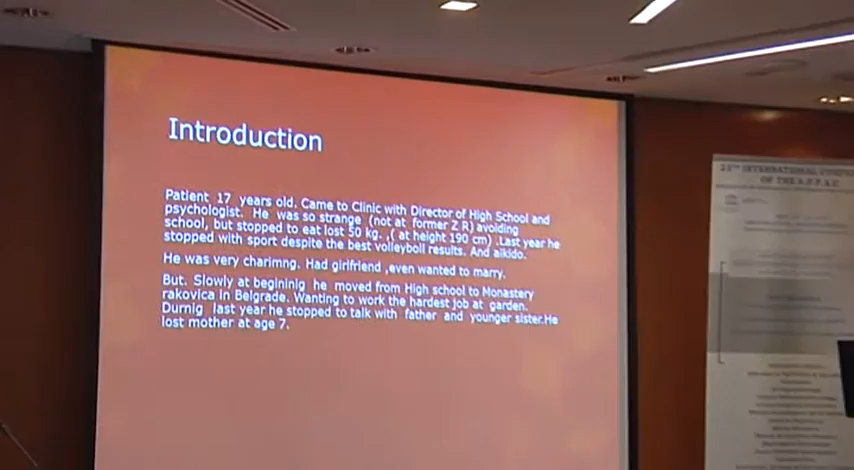 Introduction
Patient 17 years old. Came to Clinic with Director of High School and
psychologist. He was so strange (not at former Z R) avoiding
school, but stopped to eat lost 50 kg. ,( at height 190 cm) .Last year he
stopped with sport despite the best volleyboll results. And aikido.
He was very charimng. Had girlfriend ,even wanted to marry.
But. Slowly at begininig he moved from High school to Monastery
rakovica in Belgrade. Wanting to work the hardest job at garden.
Durnig last year he stopped to talk with father and younger sister.He
lost mother at age 7.
21TH INTERNATIONAL
OF THE A.P.P.A.C